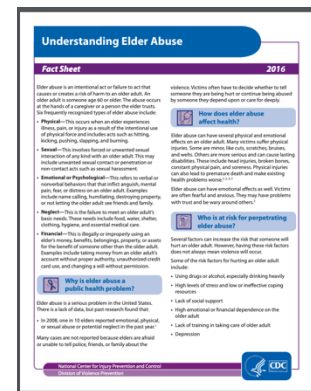 Understanding Elder Abuse
Fact Sheet
2016
Elder abuse is an intentional act or failure to act that
causes or creates a risk of harm to an older adult. An
older adult is someone age 60 or older. The abuse occurs
at the hands of a caregiver or a person the elder trusts.
Six frequently recognized types of elder abuse include:
• Physical—This occurs when an elder experiences
illness, pain, or injury as a result of the intentional use
of physical force and includes acts such as hitting,
kicking, pushing, slapping, and burning.
• Sexual—This involves forced or unwanted sexual
interaction of any kind with an older adult. This may
include unwanted sexual contact or penetration or
non-contact acts such as sexual harassment.
• Emotional or Psychological—This refers to verbal or
nonverbal behaviors that inflict anguish, mental
pain, fear, or distress on an older adult. Examples
include name calling, humiliating, destroying property,
or not letting the older adult see friends and family.
• Neglect—This is the failure to meet an older adult's
basic needs. These needs include food, water, shelter,
clothing, hygiene, and essential medical care.
• Financial—This is illegally or improperly using an
elder's money, benefits, belongings, property, or assets
for the benefit of someone other than the older adult.
Examples include taking money from an older adult's
account without proper authority, unauthorized credit
card use, and changing a will without permission.
Why is elder abuse a
public health problem?
Elder abuse is a serious problem in the United States.
There is a lack of data, but past research found that:
• In 2008, one in 10 elders reported emotional, physical,
or sexual abuse or potential neglect in the past year.
Many cases are not reported because elders are afraid
or unable to tell police, friends, or family about the
violence. Victims often have to decide whether to tell
someone they are being hurt or continue being abused
by someone they depend upon or care for deeply.
How does elder abuse
affect health?
Elder abuse can have several physical and emotional
effects on an older adult. Many victims suffer physical
injuries. Some are minor, like cuts, scratches, bruises,
and welts. Others are more serious and can cause lasting
disabilities. These include head injuries, broken bones,
constant physical pain, and soreness. Physical injuries
can also lead to premature death and make existing
health problems worse.
Elder abuse can have emotional effects as well. Victims
are often fearful and anxious. They may have problems
with trust and be wary around others.
Who is at risk for perpetrating
elder abuse?
Several factors can increase the risk that someone will
hurt an older adult. However, having these risk factors
does not always mean violence will occur.
Some of the risk factors for hurting an older adult
include:
• Using drugs or alcohol, especially drinking heavily
• High levels of stress and low or ineffective coping
resources
• Lack of social support
• High emotional or financial dependence on the
older adult
• Lack of training in taking care of older adult
• Depression
National Center for Injury Prevention and Control
Division of Violence Prevention
CDC